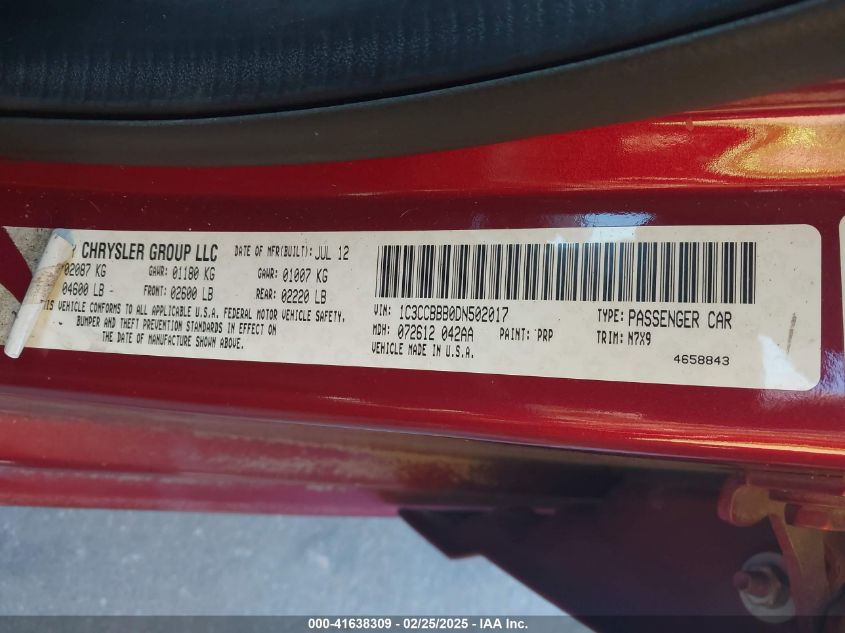 CHRYSLER GROUP LLC DATE OF MFR(BUILT): JUL 12
02087 KG GAWR: 01180 KG GAWR: 01007 KG
04600 LB FRONT: 02600 LB REAR: 02220 LB
THIS VEHICLE CONFORMS TO ALL APPLICABLE U.S.A. FEDERAL MOTOR VEHICLE SAFETY,
BUMPER AND THEFT PREVENTION STANDARDS IN EFFECT ON
THE DATE OF MANUFACTURE SHOWN ABOVE.
VIN: 1C3CCBBB0DN502017 TYPE: PASSENGER CAR
MDH: 072612 042AA PAINT: PRP TRIM: N7X9
VEHICLE MADE IN U.S.A. 4658843
000-41638309 - 02/25/2025 - IAA Inc.